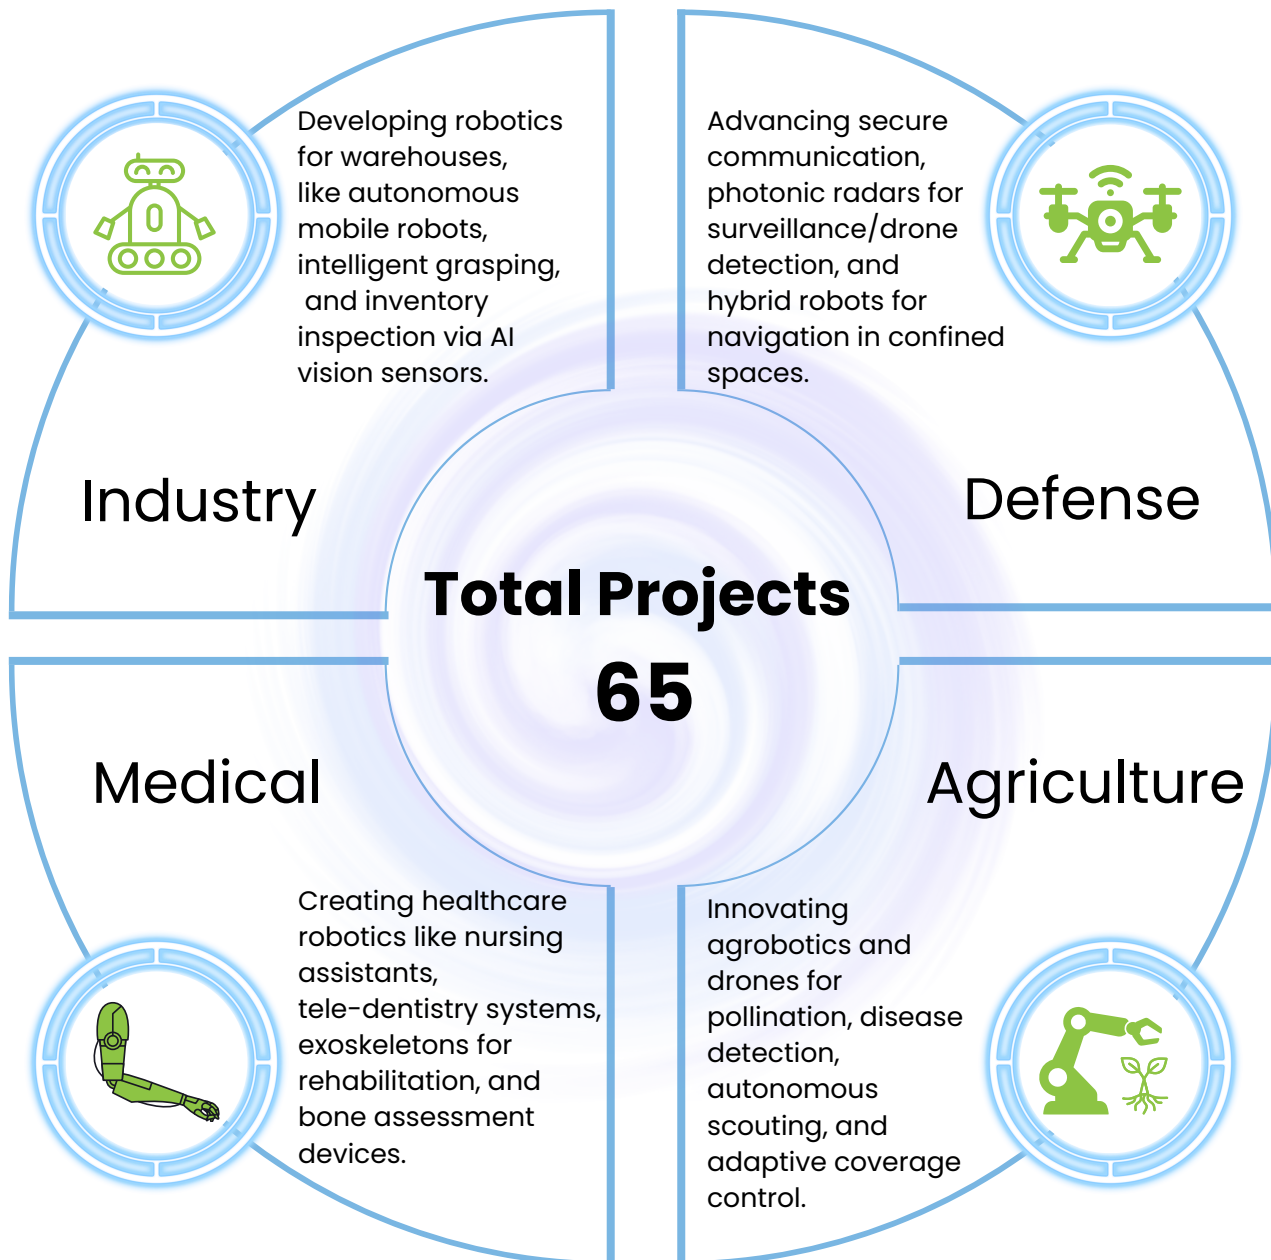 Developing robotics
for warehouses,
like autonomous
mobile robots,
intelligent grasping,
and inventory
inspection via AI
vision sensors.
Industry
Advancing secure
communication,
photonic radars for
surveillance/drone
detection, and
hybrid robots for
navigation in confined
spaces.
Defense
Total Projects
65
Medical
Creating healthcare
robotics like nursing
assistants,
tele-dentistry systems,
exoskeletons for
rehabilitation, and
bone assessment
devices.
Agriculture
Innovating
agrobotics and
drones for
pollination, disease
detection,
autonomous
scouting, and
adaptive coverage
control.